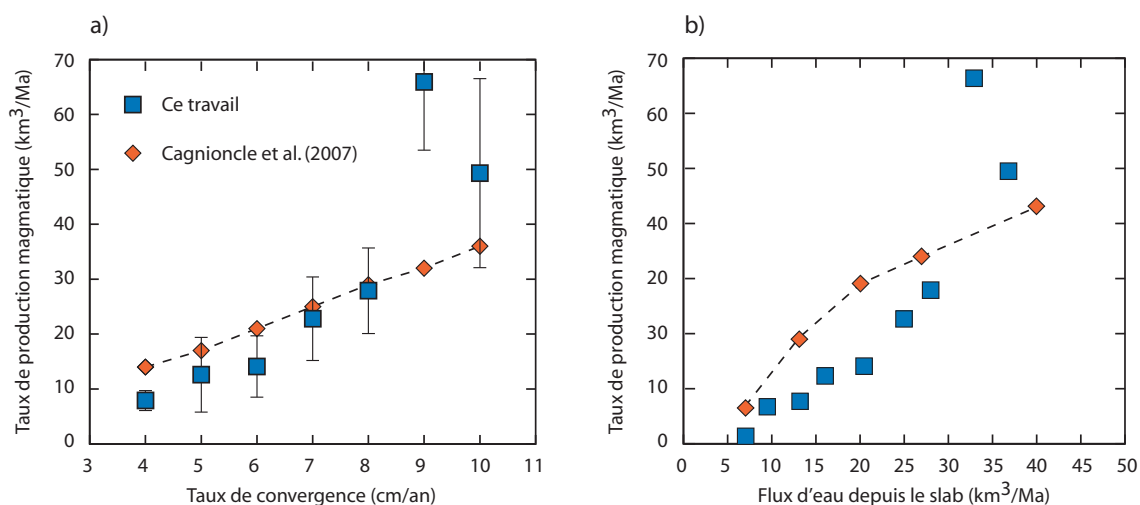 a)
Taux de production magmatique (km³/Ma)
70
60
50
40
30
20
10
0
3 4 5 6 7 8 9 10 11
Taux de convergence (cm/an)
Ce travail
Cagnioncle et al. (2007)
b)
Taux de production magmatique (km³/Ma)
70
60
50
40
20
30
10
0
0 5 10 15 20 25 30 35 40 45 50
Flux d'eau depuis le slab (km³/Ma)